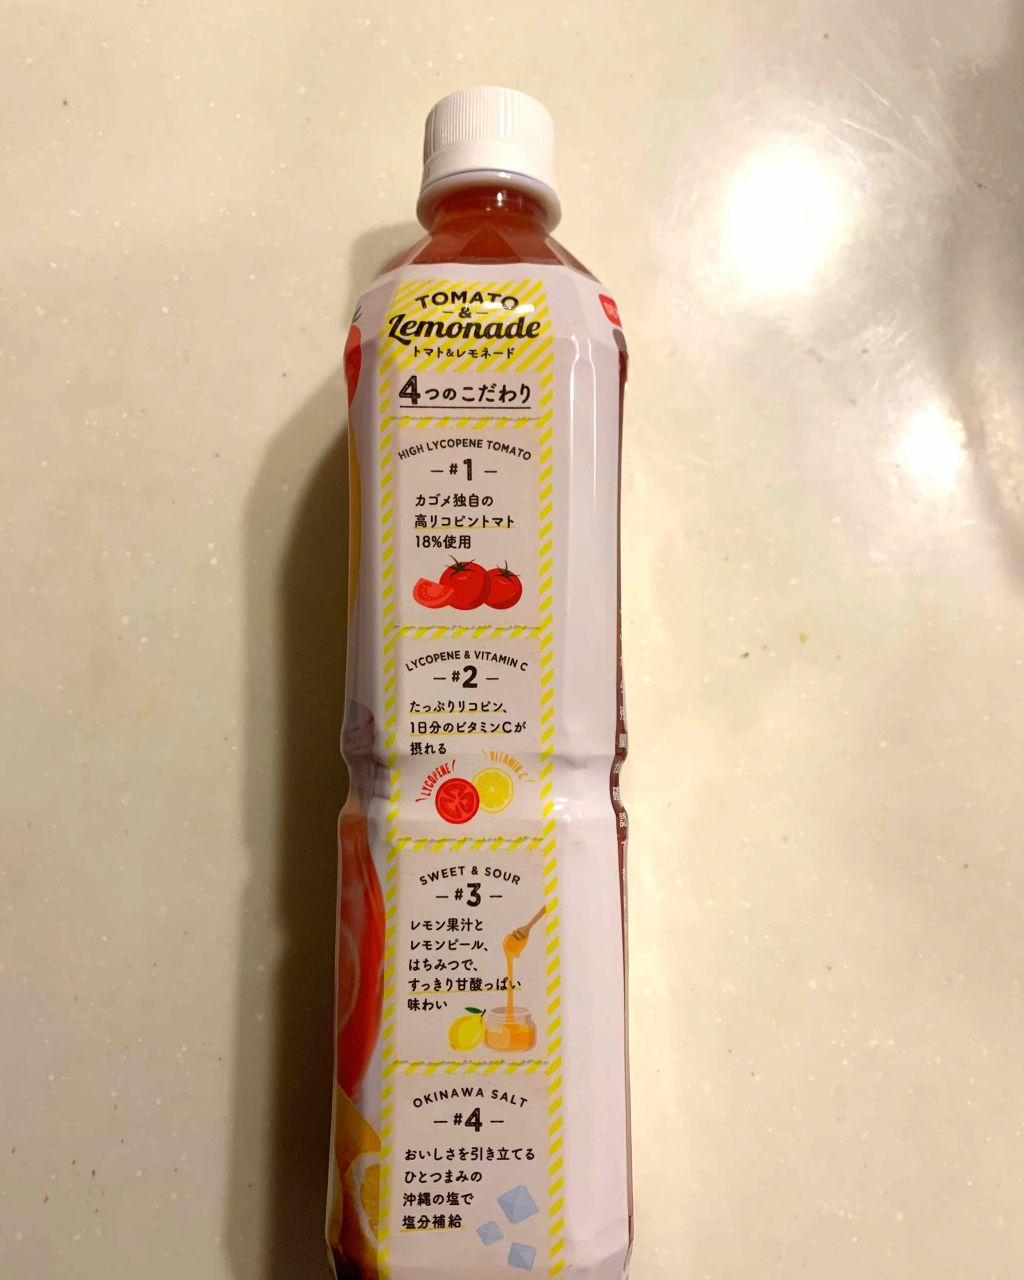 TOMATO
&
Lemonade
トマト&レモネード
4つのこだわり
HIGH LYCOPENE TOMATO
#1
カゴメ独自の
高リコピントマト
18%使用
LYCOPENE & VITAMIN C
#2
たっぷりリコピン、
1日分のビタミンCが
摂れる
LYCOPENE
VITAMIN C
SWEET & SOUR
#3
レモン果汁と
レモンピール、
はちみつで、
すっきり甘酸っぱい
味わい
OKINAWA SALT
#4
おいしさを引き立てる
ひとつまみの
沖縄の塩で
塩分補給